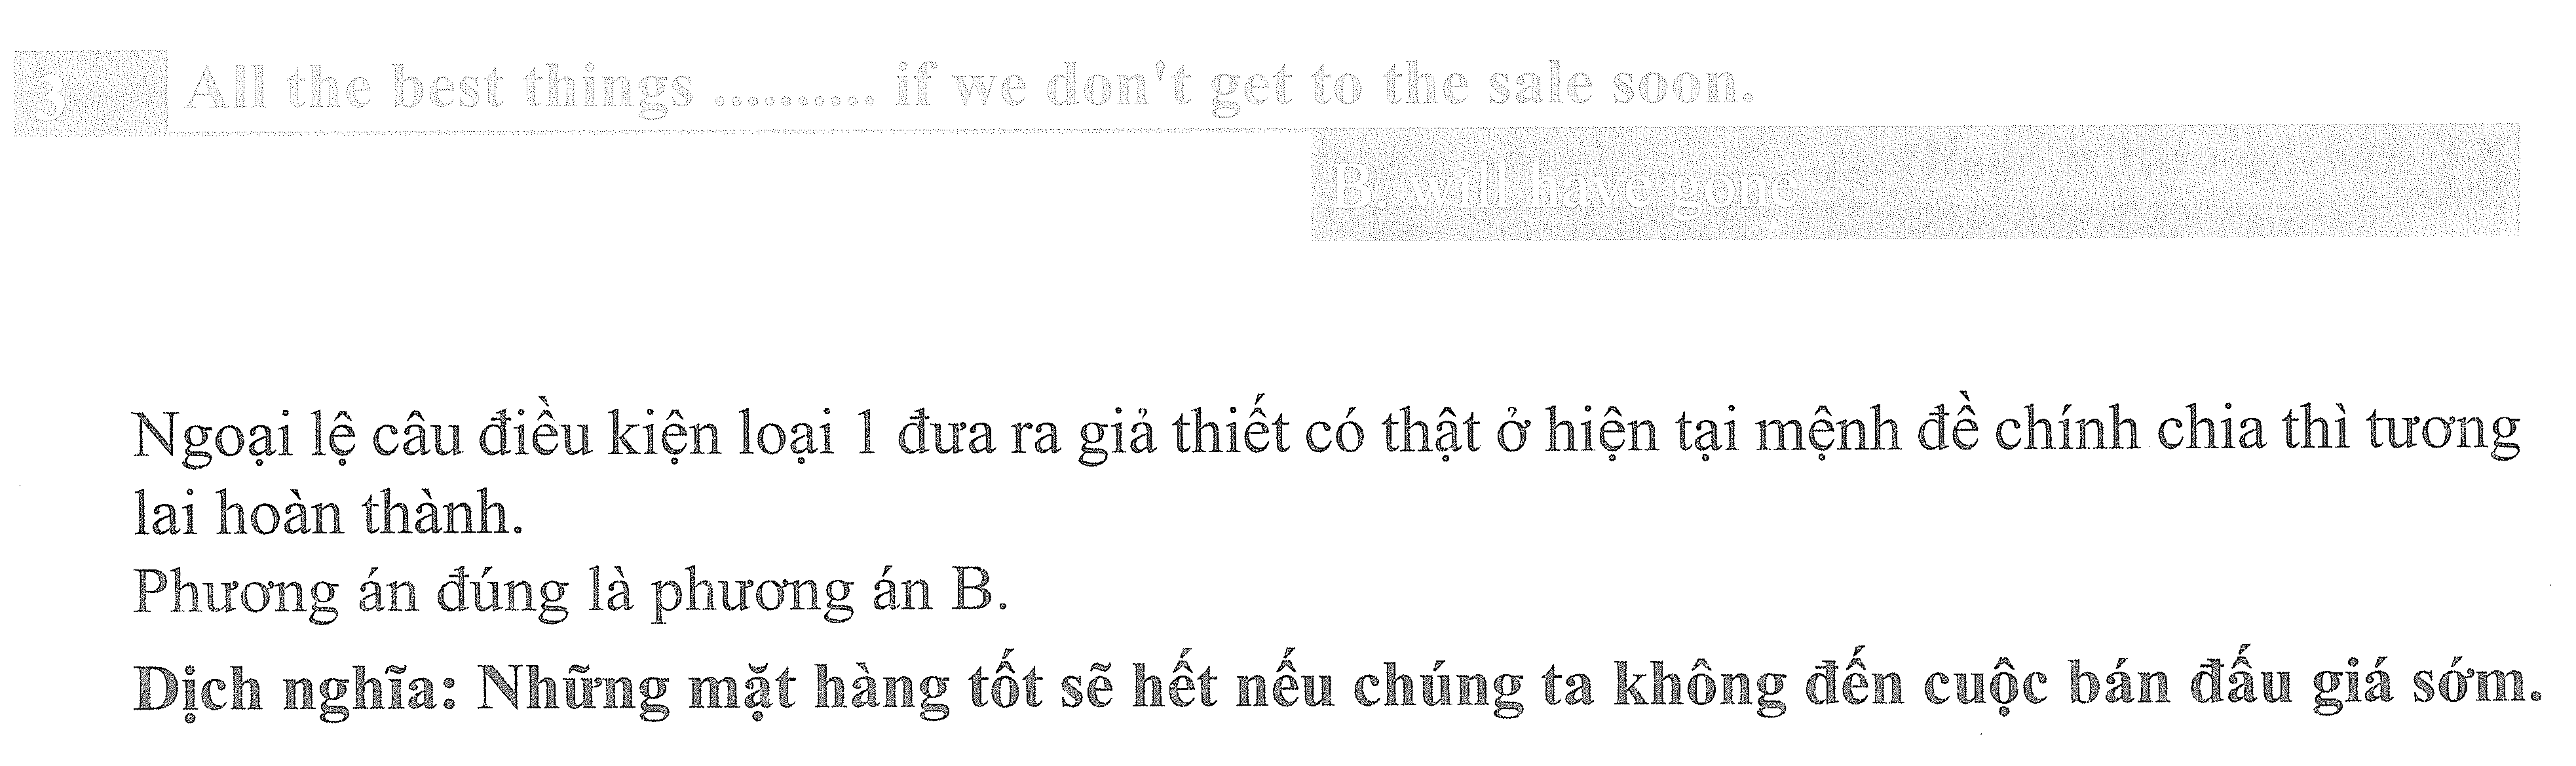 3 All the best things .......... if we don't get to the sale soon.
B. will have gone
Ngoại lệ câu điều kiện loại 1 đưa ra giả thiết có thật ở hiện tại mệnh đề chính chia thì tương
lai hoàn thành.
Phương án đúng là phương án B.
Dịch nghĩa: Những mặt hàng tốt sẽ hết nếu chúng ta không đến cuộc bán đấu giá sớm.